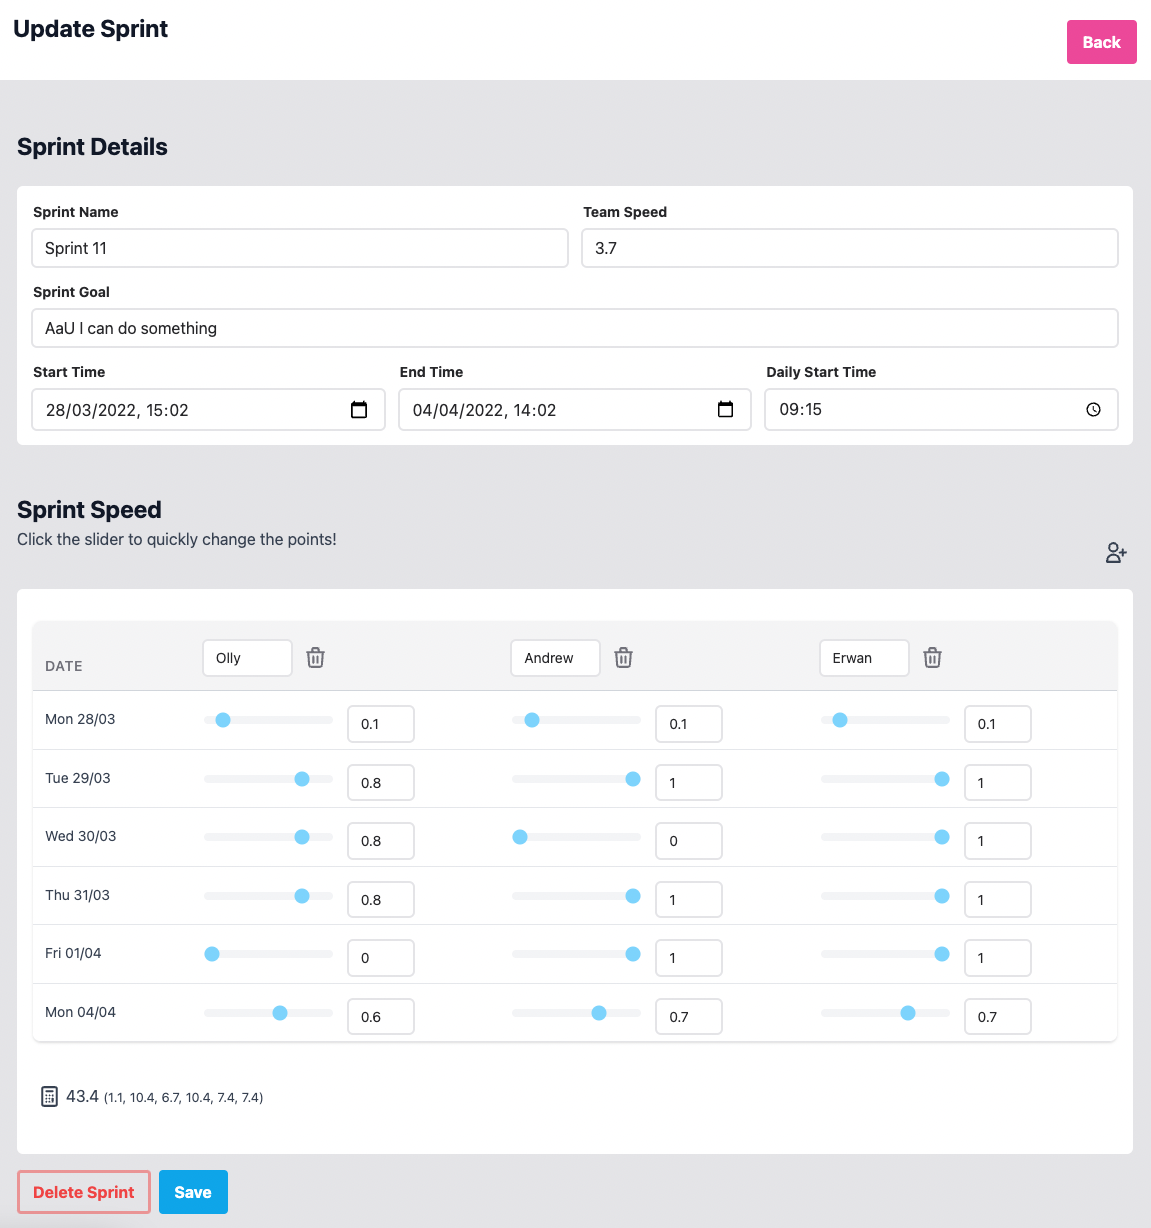 Update Sprint
Back
Sprint Details
Sprint Name
Team Speed
Sprint 11
3.7
Sprint Goal
AaU I can do something
Start Time
End Time
Daily Start Time
28/03/2022, 15:02
04/04/2022, 14:02
09:15
Sprint Speed
Click the slider to quickly change the points!
DATE Olly Andrew Erwan
Mon 28/03 0.1 0.1 0.1
Tue 29/03 0.8 1 1
Wed 30/03 0.8 0 1
Thu 31/03 0.8 1 1
Fri 01/04 0 1 1
Mon 04/04 0.6 0.7 0.7
43.4 (1.1, 10.4, 6.7, 10.4, 7.4, 7.4)
Delete Sprint
Save